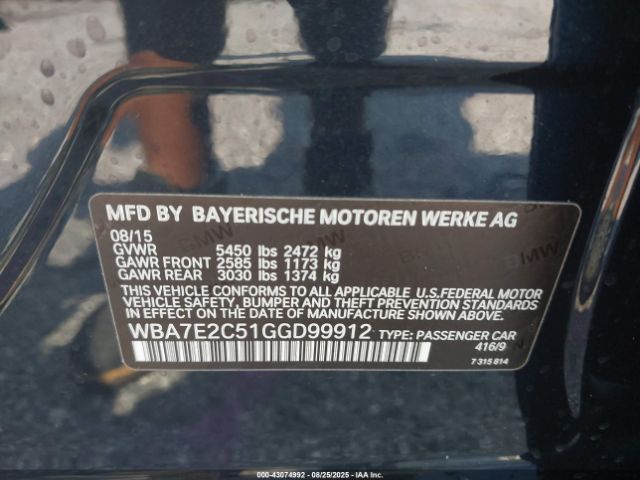 MFD BY BAYERISCHE MOTOREN WERKE AG
08/15
GVWR 5450 lbs 2472 kg
GAWR FRONT 2585 lbs 1173 kg
GAWR REAR 3030 lbs 1374 kg
THIS VEHICLE CONFORMS TO ALL APPLICABLE U.S.FEDERAL MOTOR
VEHICLE SAFETY, BUMPER AND THEFT PREVENTION STANDARDS
IN EFFECT ON THE DATE OF MANUFACTURE SHOWN ABOVE.
WBA7E2C51GGD99912 TYPE: PASSENGER CAR
416/9
7315814
000-43074992 - 08/25/2025 - IAA Inc.